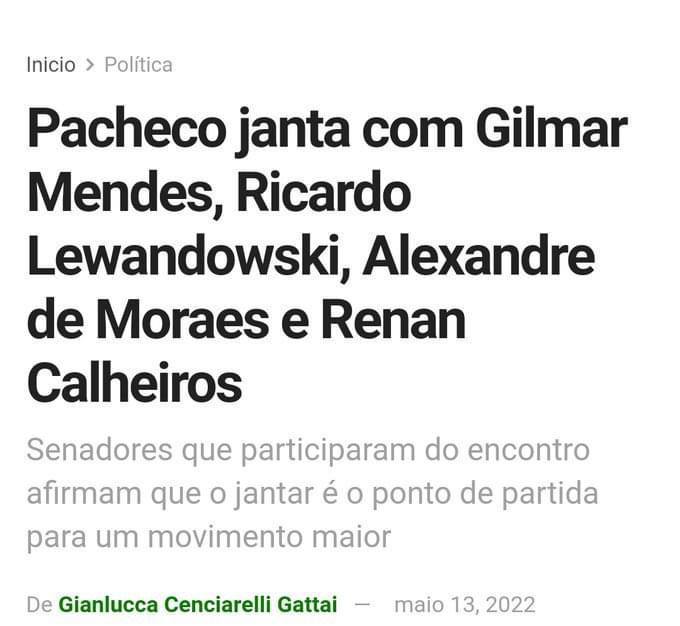 Inicio > Política
Pacheco janta com Gilmar
Mendes, Ricardo
Lewandowski, Alexandre
de Moraes e Renan
Calheiros
Senadores que participaram do encontro
afirmam que o jantar é o ponto de partida
para um movimento maior
De Gianlucca Cenciarelli Gattai — maio 13, 2022